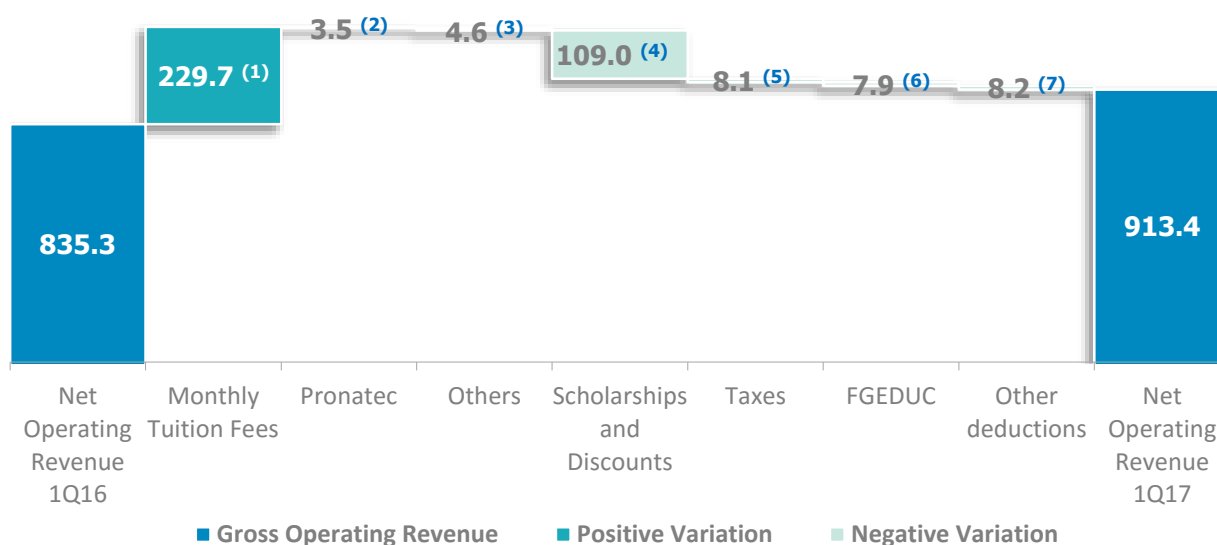 3.5 (2)
4.6 (3)
229.7 (1)
109.0 (4)
8.1 (5)
7.9 (6)
8.2 (7)
835.3
913.4
Net
Operating
Revenue
1Q16
Monthly
Tuition Fees
Pronatec
Others
Scholarships
and
Discounts
Taxes
FGEDUC
Other
deductions
Net
Operating
Revenue
1Q17
Gross Operating Revenue
Positive Variation
Negative Variation